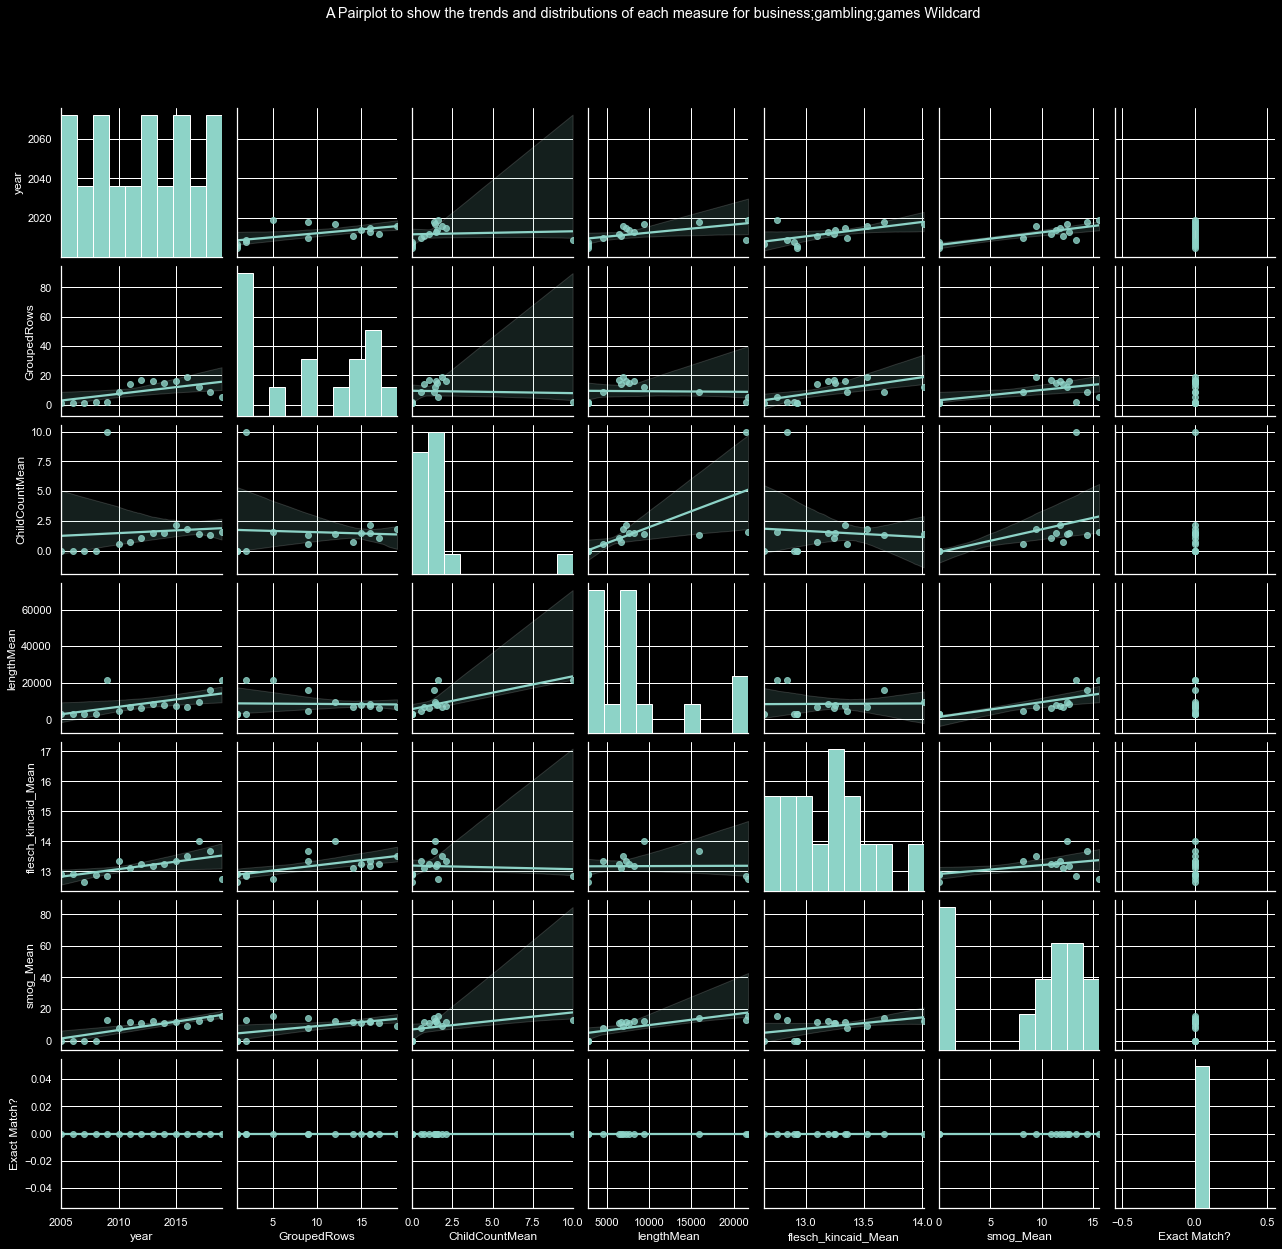 A Pairplot to show the trends and distributions of each measure for business;gambling;games Wildcard
2060
2040
2020
year
80
60
40
20
0
GroupedRows
10.0
7.5
5.0
2.5
0.0
ChildCountMean
60000
40000
20000
0
lengthMean
17
16
15
14
13
flesch_kincaid_Mean
80
60
40
20
0
smog_Mean
0.04
0.02
0.00
−0.02
−0.04
Exact Match?
2005 2010 2015
year
5 10 15
GroupedRows
0.0 2.5 5.0 7.5 10.0
ChildCountMean
5000 10000 15000 20000
lengthMean
13.0 13.5 14.0
flesch_kincaid_Mean
0 5 10 15
smog_Mean
−0.5 0.0 0.5
Exact Match?